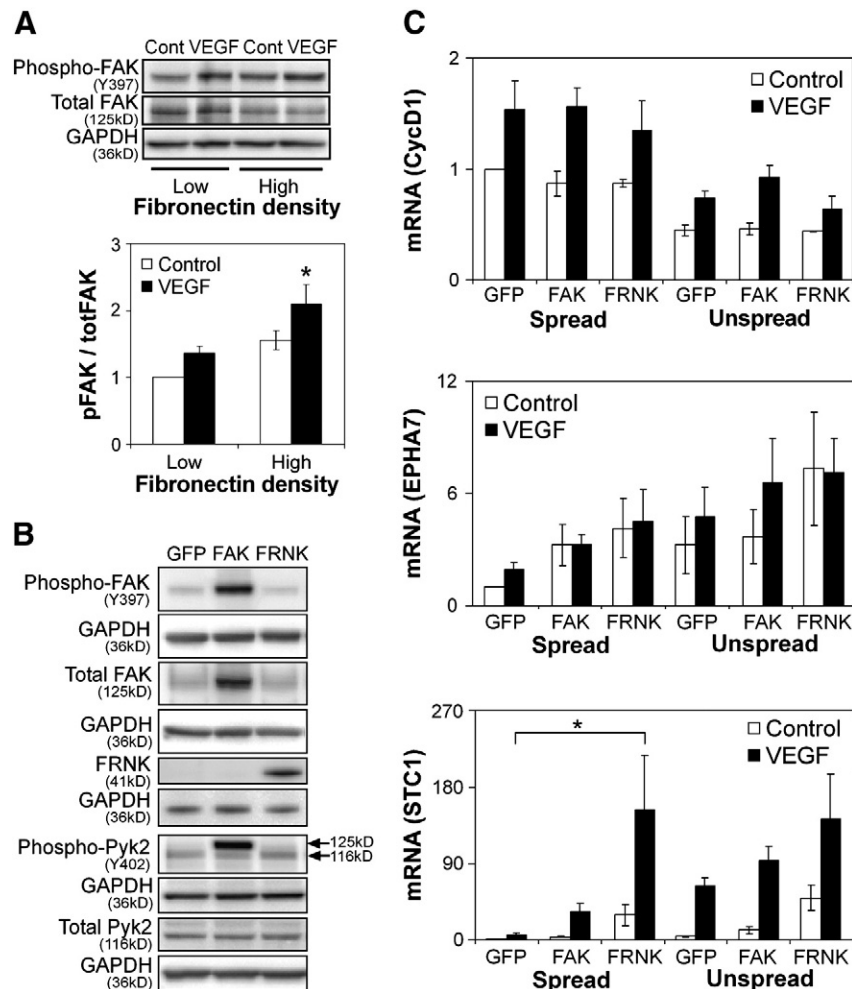 A
Cont VEGF Cont VEGF
Phospho-FAK
(Y397)
Total FAK
(125kD)
GAPDH
(36kD)
Low High
Fibronectin density
3
2
1
0
pFAK / totFAK
Control
VEGF
*
Low High
Fibronectin density
B
GFP FAK FRNK
Phospho-FAK
(Y397)
GAPDH
(36kD)
Total FAK
(125kD)
GAPDH
(36kD)
FRNK
(41kD)
GAPDH
(36kD)
Phospho-Pyk2
(Y402)
125kD
116kD
GAPDH
(36kD)
Total Pyk2
(116kD)
GAPDH
(36kD)
C
2
1
0
mRNA (CycD1)
Control
VEGF
GFP FAK FRNK GFP FAK FRNK
Spread Unspread
12
6
0
mRNA (EPHA7)
Control
VEGF
GFP FAK FRNK GFP FAK FRNK
Spread Unspread
270
180
90
0
mRNA (STC1)
*
Control
VEGF
GFP FAK FRNK GFP FAK FRNK
Spread Unspread